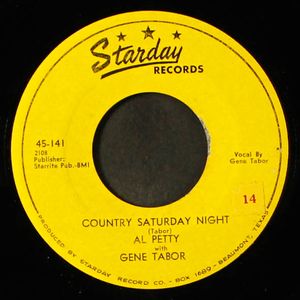 Starday
RECORDS
45-141
2108
Publisher:
Starrite Pub.-BMI
Vocal By
Gene Tabor
14
COUNTRY SATURDAY NIGHT
(Tabor)
AL PETTY
with
GENE TABOR
MFG. BY STARDAY RECORD CO. - BOX 1689 - BEAUMONT, TEXAS